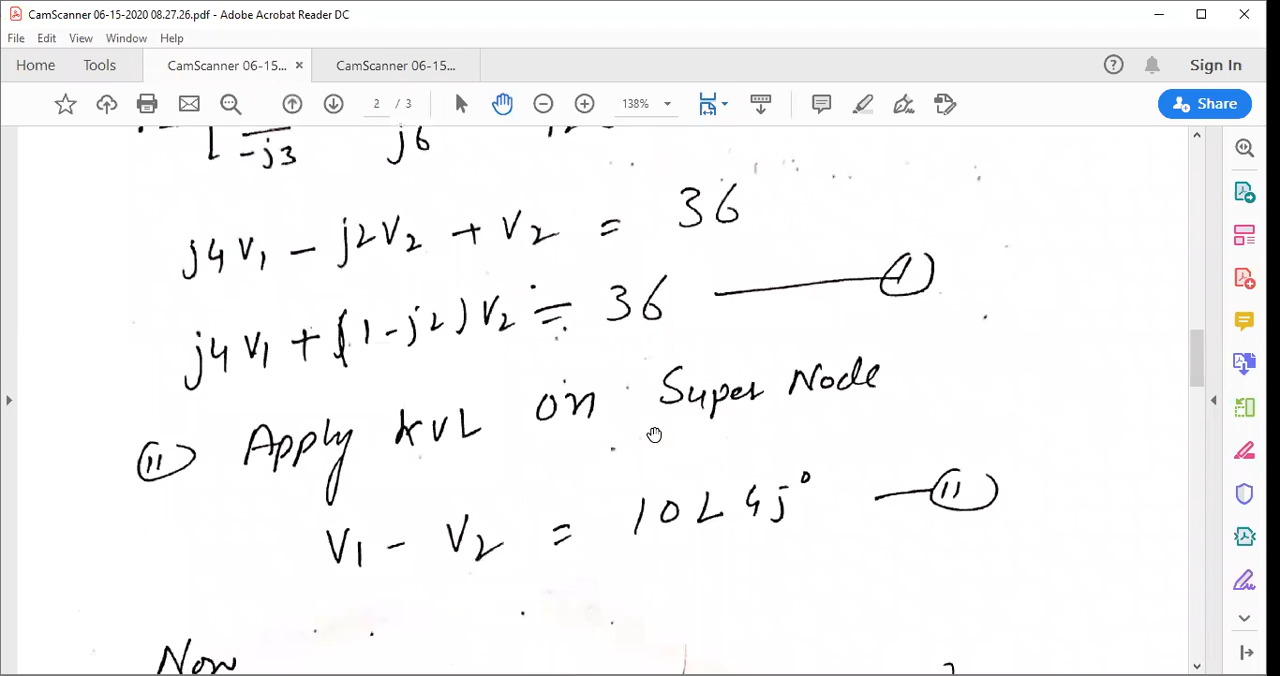 CamScanner 06-15-2020 08.27.26.pdf - Adobe Acrobat Reader DC
File Edit View Window Help
Home Tools CamScanner 06-15... × CamScanner 06-15... Sign In
2 / 3 138% Share
-j3 j6
j4V1 - j2V2 + V2 = 36
j4V1 + (1-j2)V2 = 36 (I)
(II) Apply KVL on Super Node
V1 - V2 = 10∠45° (II)
Now